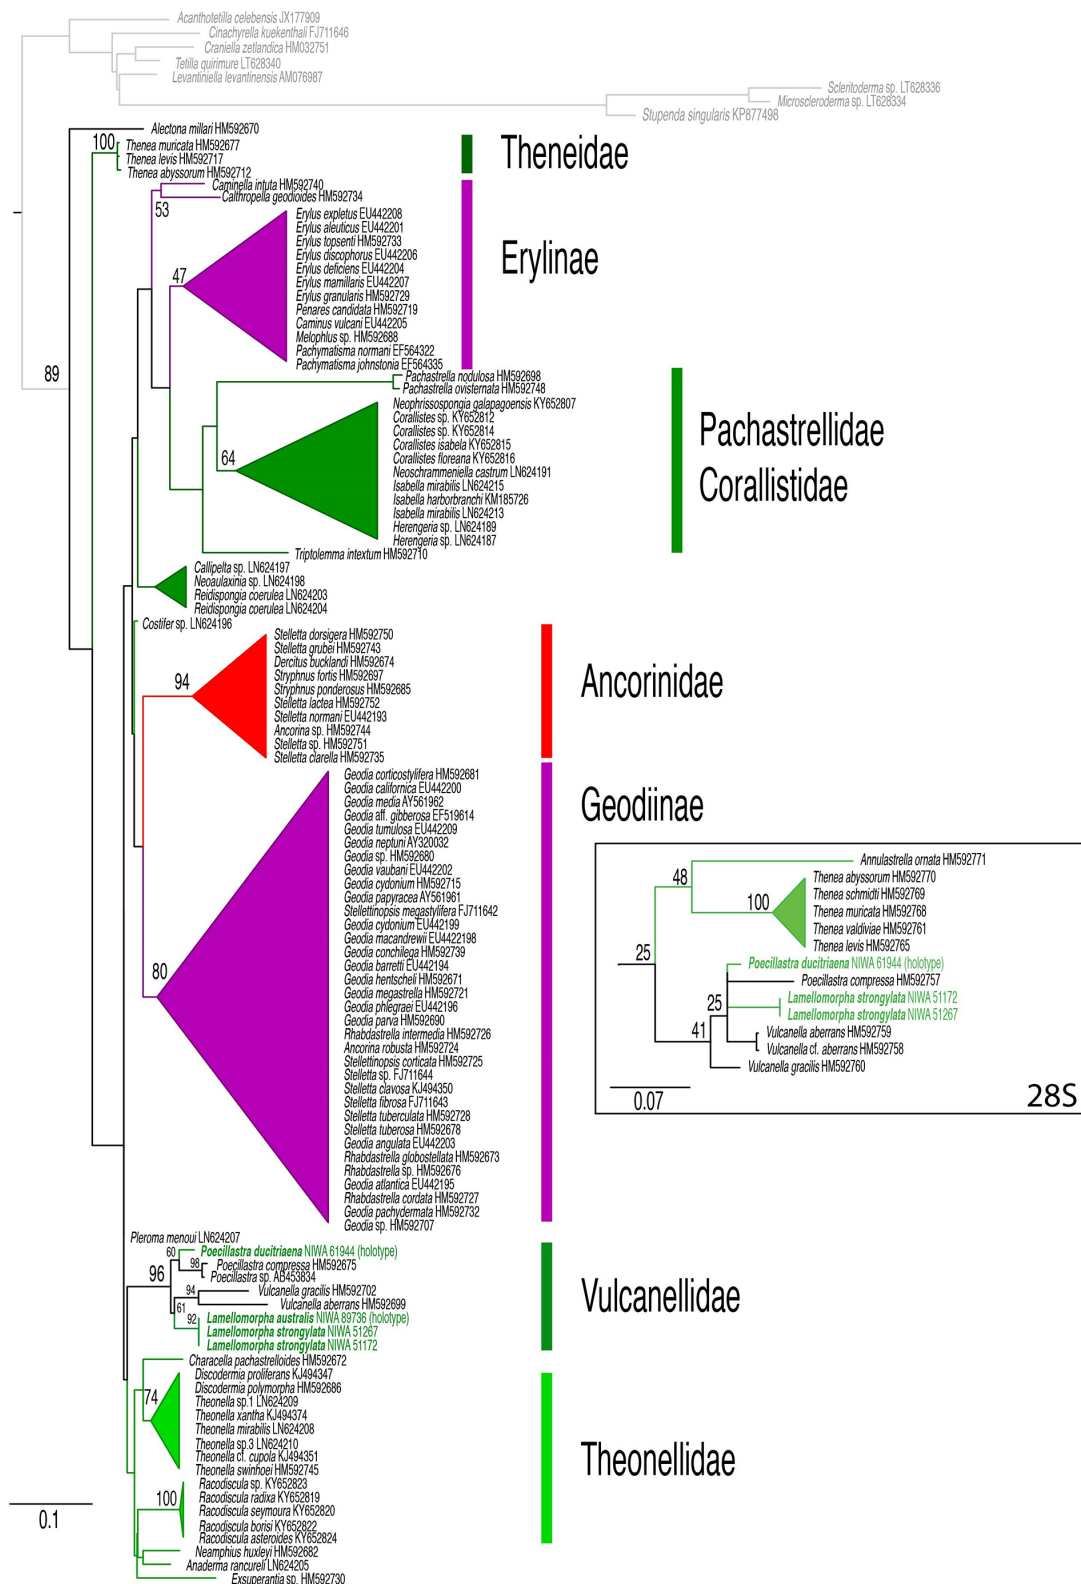 Acanthotetilla celebensis JX177909
Cinachyrella kuekenthali FJ711646
Craniella zetlandica HM032751
Tetilla quirimure LT628340
Levantiniella levantinensis AM076987
Scleritoderma sp. LT628336
Microscleroderma sp. LT628334
Stupenda singularis KP877498
Alectona millari HM592670
100
Thenea muricata HM592677
Thenea levis HM592717
Thenea abyssorum HM592712
Theneidae
Caminella intuta HM592740
Calthropella geodioides HM592734
53
Erylus expletus EU442208
Erylus aleuticus EU442201
Erylus topsenti HM592733
Erylus discophorus EU442206
Erylus deficiens EU442204
Erylus mamillaris EU442207
Erylus granularis HM592729
Penares candidata HM592719
Caminus vulcani EU442205
Melophlus sp. HM592688
Pachymatisma normani EF564322
Pachymatisma johnstonia EF564335
47
Erylinae
89
Pachastrella nodulosa HM592698
Pachastrella ovisternata HM592748
Neophrissospongia galapagoensis KY652807
Corallistes sp. KY652812
Corallistes sp. KY652814
Corallistes isabela KY652815
Corallistes floreana KY652816
Neoschrammeniella castrum LN624191
Isabella mirabilis LN624215
Isabella harborbranchi KM185726
Isabella mirabilis LN624213
Herengeria sp. LN624189
Herengeria sp. LN624187
64
Triptolemma intextum HM592710
Pachastrellidae
Corallistidae
Callipelta sp. LN624197
Neoaulaxinia sp. LN624198
Reidispongia coerulea LN624203
Reidispongia coerulea LN624204
Costifer sp. LN624196
Stelletta dorsigera HM592750
Stelletta grubei HM592743
Dercitus bucklandi HM592674
Stryphnus fortis HM592697
Stryphnus ponderosus HM592685
Stelletta lactea HM592752
Stelletta normani EU442193
Ancorina sp. HM592744
Stelletta sp. HM592751
Stelletta clarella HM592735
94
Ancorinidae
Geodia corticostylifera HM592681
Geodia californica EU442200
Geodia media AY561962
Geodia aff. gibberosa EF519614
Geodia tumulosa EU442209
Geodia neptuni AY320032
Geodia sp. HM592680
Geodia vaubani EU442202
Geodia cydonium HM592715
Geodia papyracea AY561961
Stellettinopsis megastylifera FJ711642
Geodia cydonium EU442199
Geodia macandrewii EU4422198
Geodia conchilega HM592739
Geodia barretti EU442194
Geodia hentscheli HM592671
Geodia megastrella HM592721
Geodia phlegraei EU442196
Geodia parva HM592690
Rhabdastrella intermedia HM592726
Ancorina robusta HM592724
Stellettinopsis corticata HM592725
Stelletta sp. FJ711644
Stelletta clavosa KJ494350
Stelletta fibrosa FJ711643
Stelletta tuberculata HM592728
Stelletta tuberosa HM592678
Geodia angulata EU442203
Rhabdastrella globostellata HM592673
Rhabdastrella sp. HM592676
Geodia atlantica EU442195
Rhabdastrella cordata HM592727
Geodia pachydermata HM592732
Geodia sp. HM592707
80
Geodiinae
Annulastrella ornata HM592771
48
Thenea abyssorum HM592770
Thenea schmidti HM592769
Thenea muricata HM592768
Thenea valdiviae HM592761
Thenea levis HM592765
100
25
Poecillastra ducitriaena NIWA 61944 (holotype)
Poecillastra compressa HM592757
Lamellomorpha strongylata NIWA 51172
Lamellomorpha strongylata NIWA 51267
25
41
Vulcanella aberrans HM592759
Vulcanella cf. aberrans HM592758
Vulcanella gracilis HM592760
0.07
28S
Pleroma menoui LN624207
60
Poecillastra ducitriaena NIWA 61944 (holotype)
98
Poecillastra compressa HM592675
Poecillastra sp. AB453834
96
94
Vulcanella gracilis HM592702
Vulcanella aberrans HM592699
61
92
Lamellomorpha australis NIWA 89736 (holotype)
Lamellomorpha strongylata NIWA 51267
Lamellomorpha strongylata NIWA 51172
Vulcanellidae
Characella pachastrelloides HM592672
Discodermia proliferans KJ494347
Discodermia polymorpha HM592686
Theonella sp.1 LN624209
Theonella xantha KJ494374
Theonella mirabilis LN624208
Theonella sp.3 LN624210
Theonella cf. cupola KJ494351
Theonella swinhoei HM592745
74
Racodiscula sp. KY652823
Racodiscula radixa KY652819
Racodiscula seymoura KY652820
Racodiscula borisi KY652822
Racodiscula asteroides KY652824
100
Theonellidae
Neamphius huxleyi HM592682
Anaderma rancureli LN624205
Exsuperantia sp. HM592730
0.1